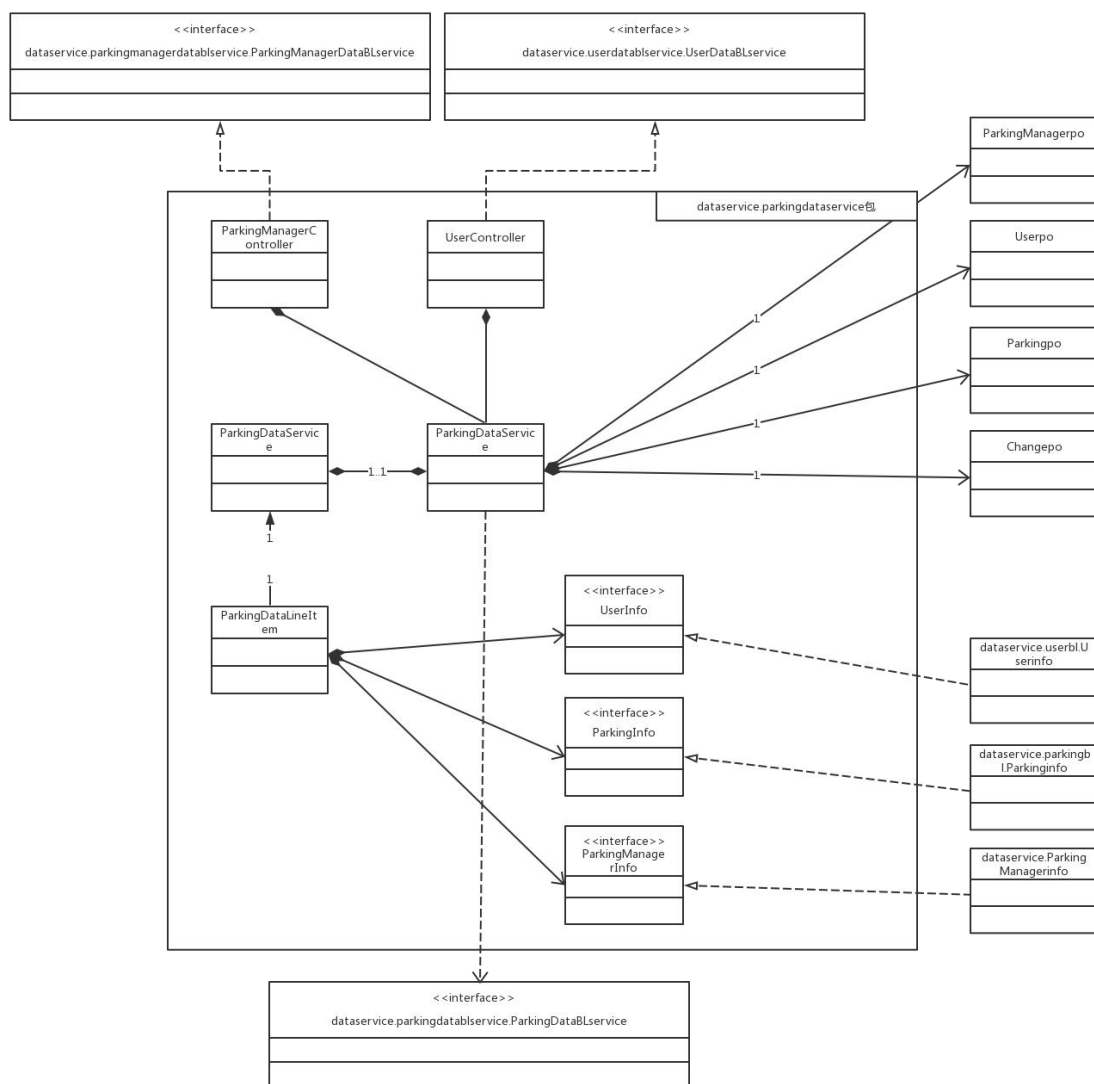 <<interface>>
dataservice.parkingmanagerdatablservice.ParkingManagerDataBLservice
<<interface>>
dataservice.userdatablservice.UserDataBLservice
ParkingManagerpo
dataservice.parkingdataservice包
ParkingManagerC
ontroller
UserController
Userpo
1
Parkingpo
1
ParkingDataServic
e
ParkingDataServic
e
1
Changepo
1..1
1
1
1
<<interface>>
UserInfo
ParkingDataLineIt
em
dataservice.userbl.U
serinfo
<<interface>>
ParkingInfo
dataservice.parkingb
l.Parkinginfo
<<interface>>
ParkingManage
rInfo
dataservice.Parking
Managerinfo
<<interface>>
dataservice.parkingdatablservice.ParkingDataBLservice